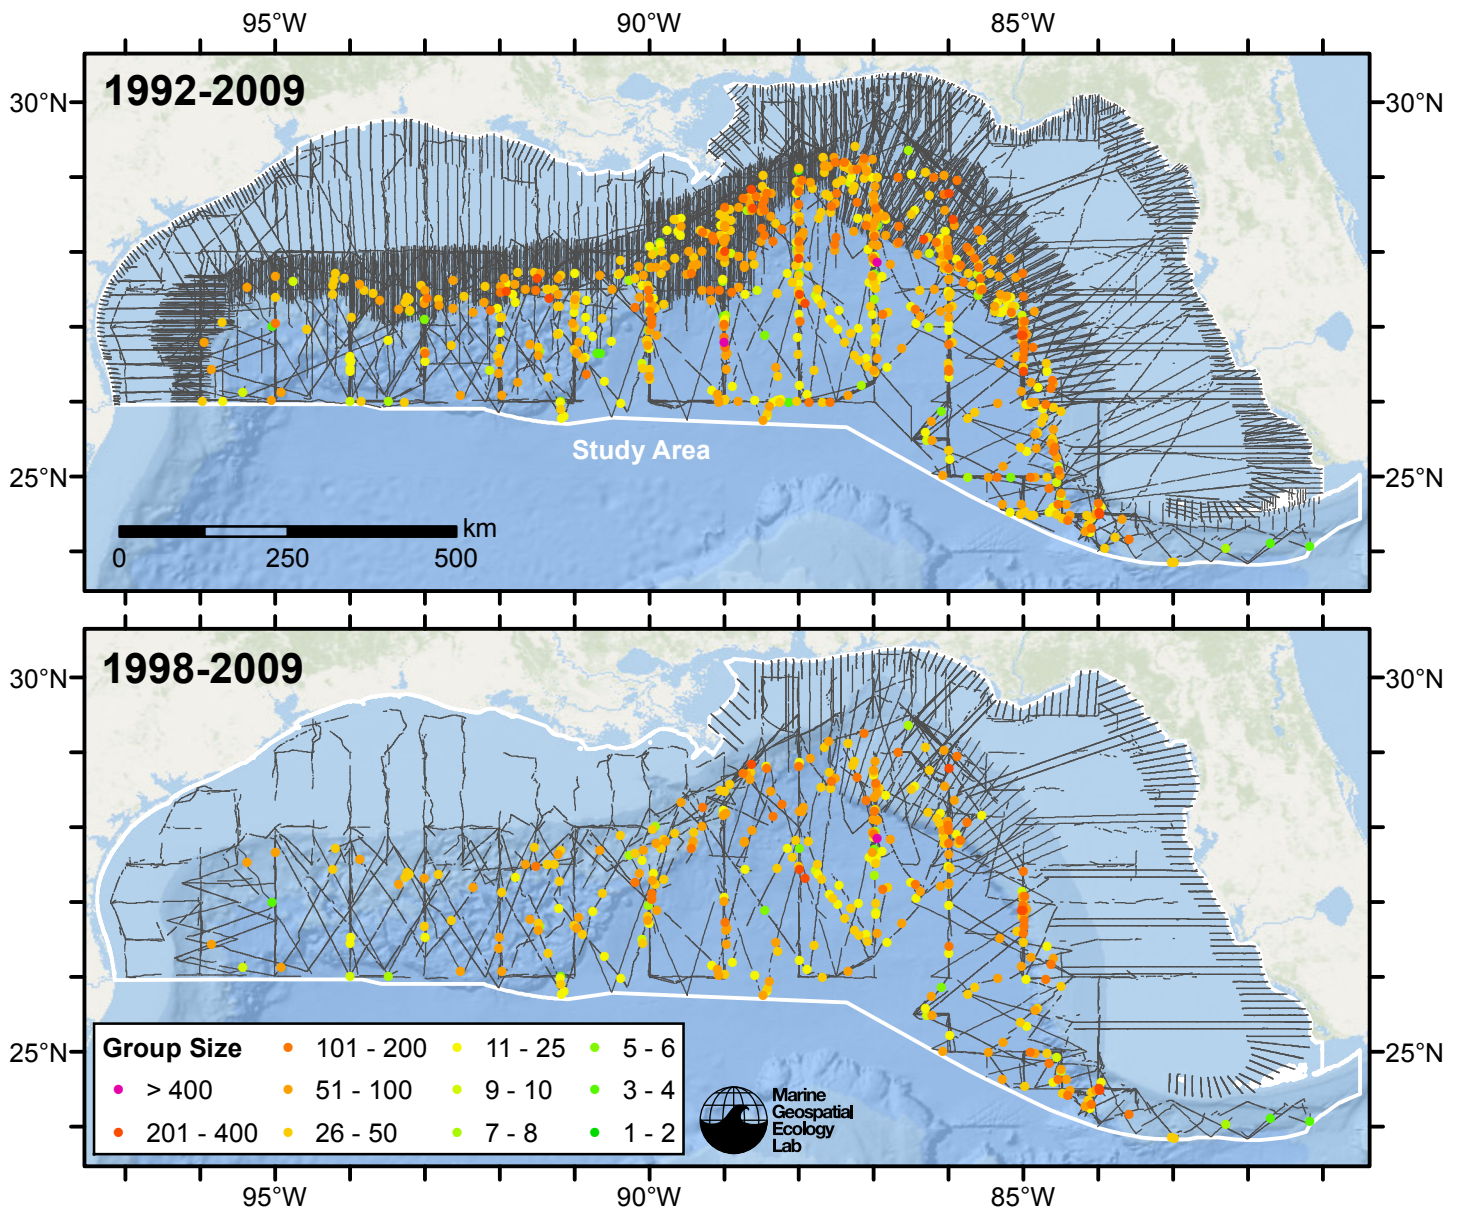 95°W 90°W 85°W
1992-2009
30°N 30°N
Study Area
25°N 25°N
km
0 250 500
1998-2009
30°N 30°N
25°N 25°N
Group Size
> 400
201 - 400
101 - 200
51 - 100
26 - 50
11 - 25
9 - 10
7 - 8
5 - 6
3 - 4
1 - 2
Marine
Geospatial
Ecology
Lab
95°W 90°W 85°W